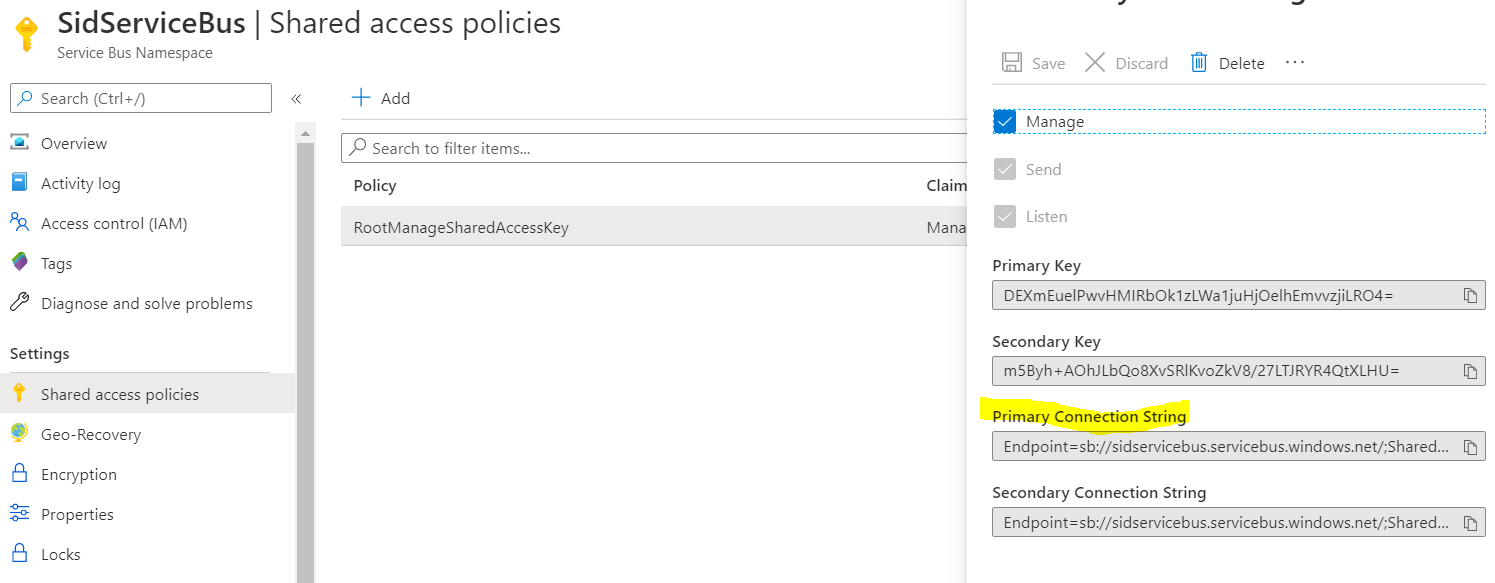 SidServiceBus | Shared access policies
Service Bus Namespace
Search (Ctrl+/)
«
Overview
Activity log
Access control (IAM)
Tags
Diagnose and solve problems
Settings
Shared access policies
Geo-Recovery
Encryption
Properties
Locks
Add
Search to filter items...
Policy Claim
RootManageSharedAccessKey Mana
Save Discard Delete ···
Manage
Send
Listen
Primary Key
DEXmEuelPwvHMIRbOk1zLWa1juHjOelhEmvvzjiLRO4=
Secondary Key
m5Byh+AOhJLbQo8XvSRlKvoZkV8/27LTJRYR4QtXLHU=
Primary Connection String
Endpoint=sb://sidservicebus.servicebus.windows.net/;Shared...
Secondary Connection String
Endpoint=sb://sidservicebus.servicebus.windows.net/;Shared...